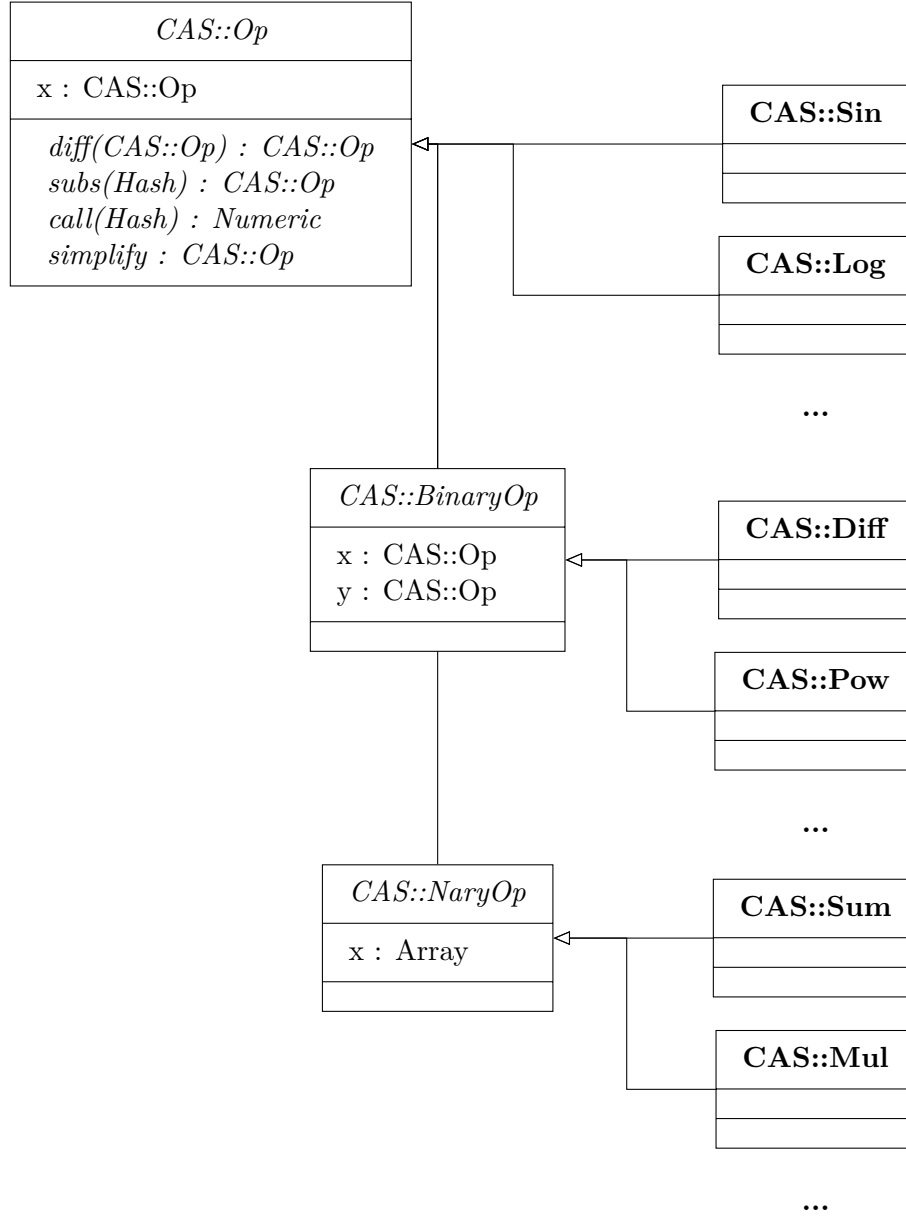 CAS::Op
x : CAS::Op
diff(CAS::Op) : CAS::Op
subs(Hash) : CAS::Op
call(Hash) : Numeric
simplify : CAS::Op
CAS::Sin
CAS::Log
...
CAS::BinaryOp
x : CAS::Op
y : CAS::Op
CAS::Diff
CAS::Pow
...
CAS::NaryOp
x : Array
CAS::Sum
CAS::Mul
...